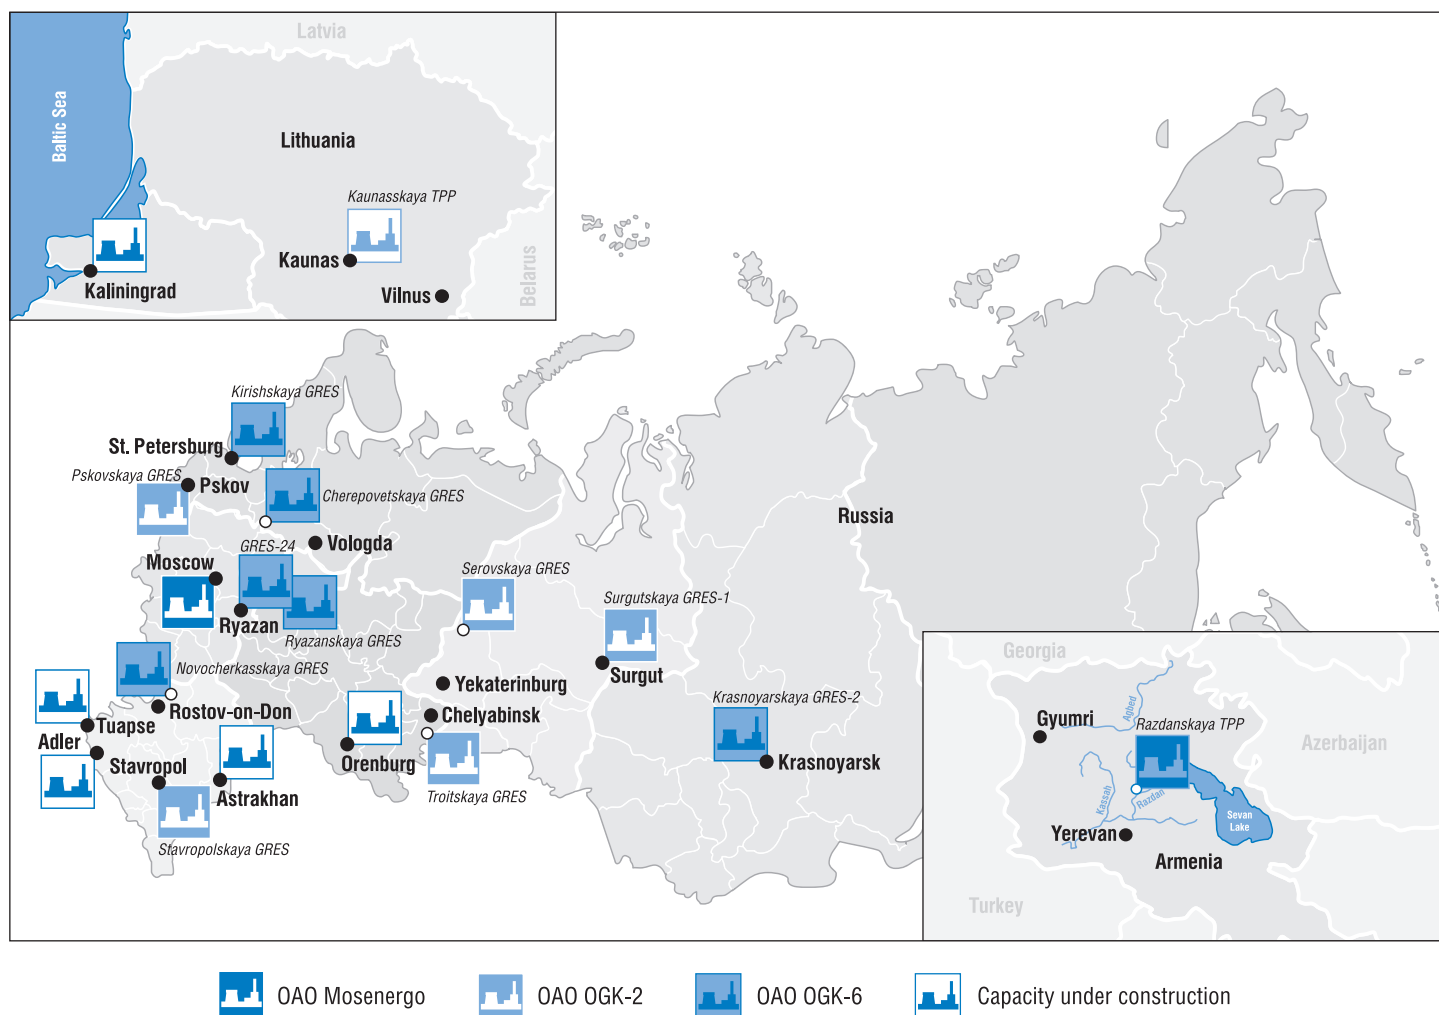 Latvia
Baltic Sea
Lithuania
Kaunasskaya TPP
Kaunas
Kaliningrad
Vilnus
Belarus
Kirishskaya GRES
St. Petersburg
Pskovskaya GRES
Pskov
Cherepovetskaya GRES
Russia
Vologda
GRES-24
Moscow
Serovskaya GRES
Surgutskaya GRES-1
Ryazan
Ryazanskaya GRES
Novocherkasskaya GRES
Surgut
Yekaterinburg
Krasnoyarskaya GRES-2
Rostov-on-Don
Chelyabinsk
Tuapse
Adler
Stavropol
Orenburg
Krasnoyarsk
Astrakhan
Troitskaya GRES
Stavropolskaya GRES
Georgia
Agbed
Gyumri
Razdanskaya TPP
Azerbaijan
Kassah
Razdan
Sevan
Lake
Yerevan
Armenia
Turkey
OAO Mosenergo
OAO OGK-2
OAO OGK-6
Capacity under construction